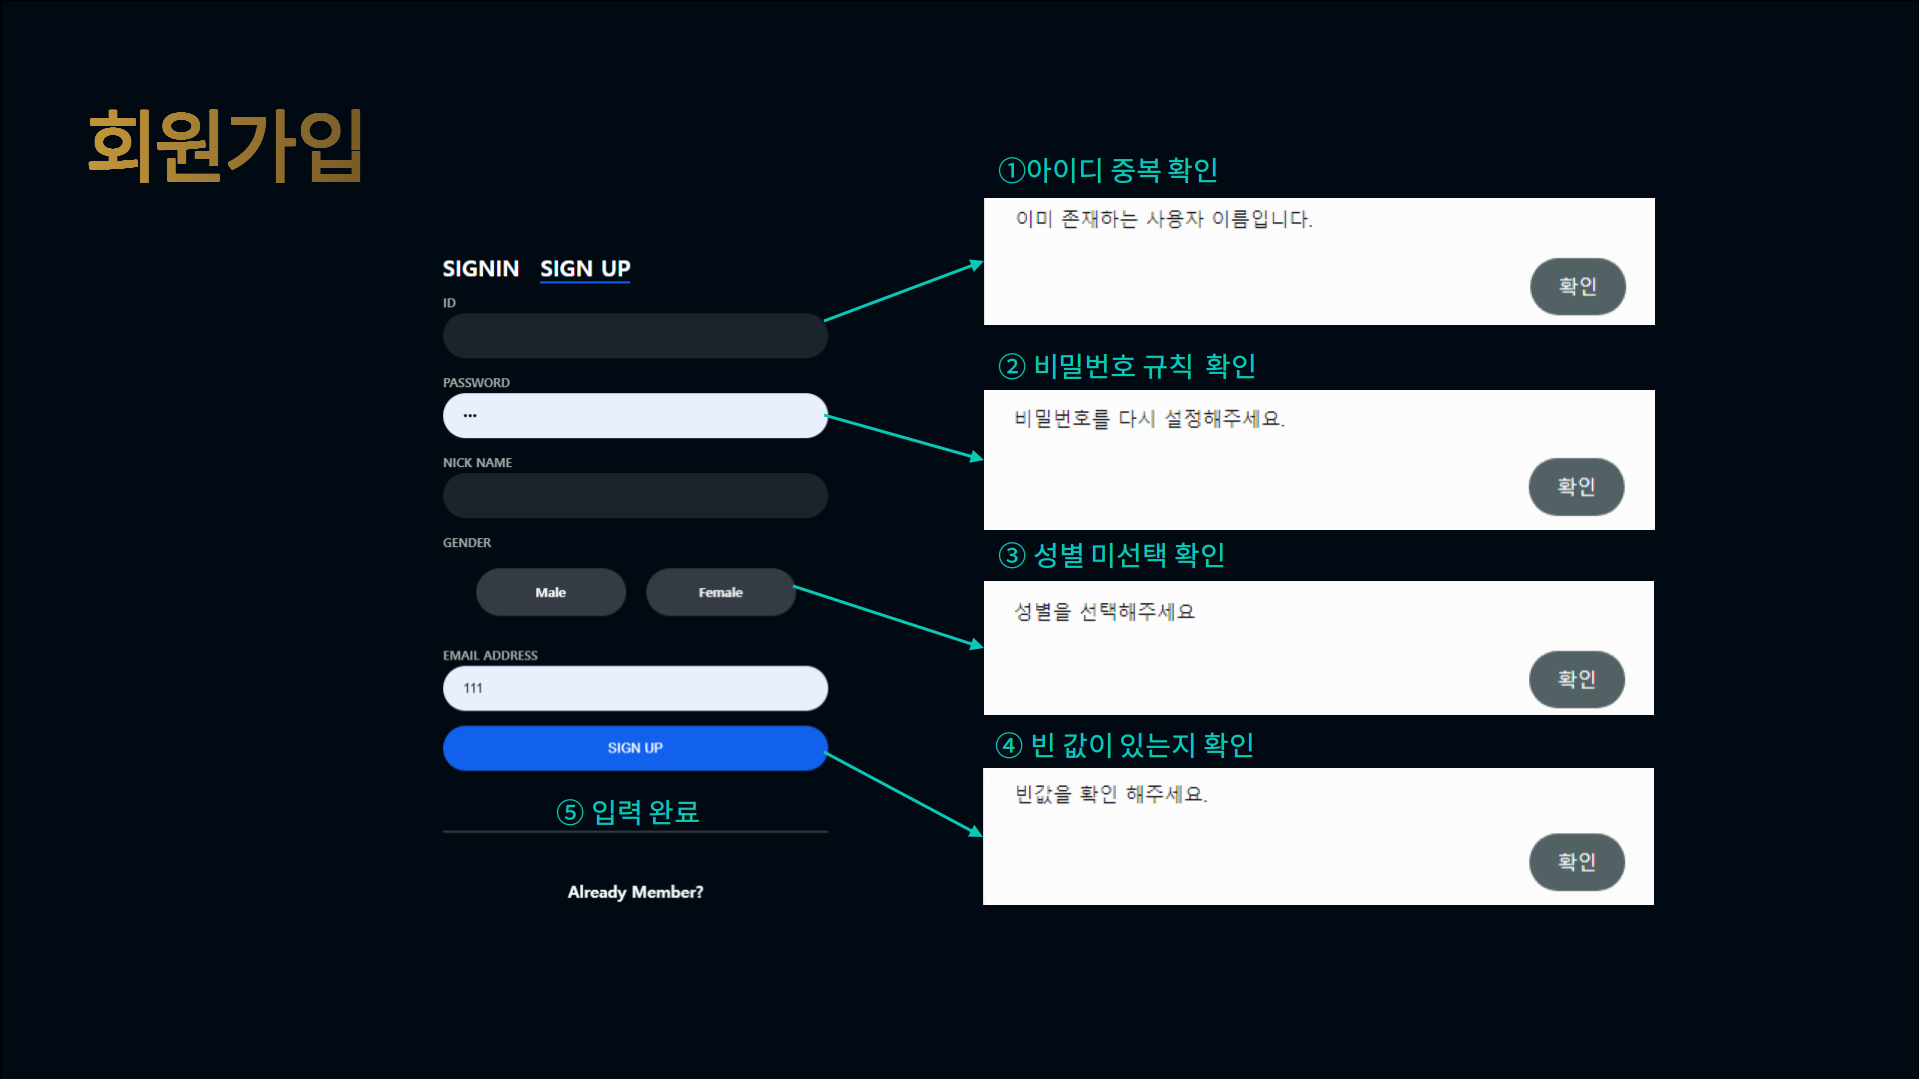 회원가입
SIGNIN SIGN UP
ID
PASSWORD
•••
NICK NAME
GENDER
Male Female
EMAIL ADDRESS
111
SIGN UP
⑤ 입력 완료
Already Member?
①아이디 중복 확인
이미 존재하는 사용자 이름입니다.
확인
② 비밀번호 규칙 확인
비밀번호를 다시 설정해주세요.
확인
③ 성별 미선택 확인
성별을 선택해주세요
확인
④ 빈 값이 있는지 확인
빈값을 확인 해주세요.
확인